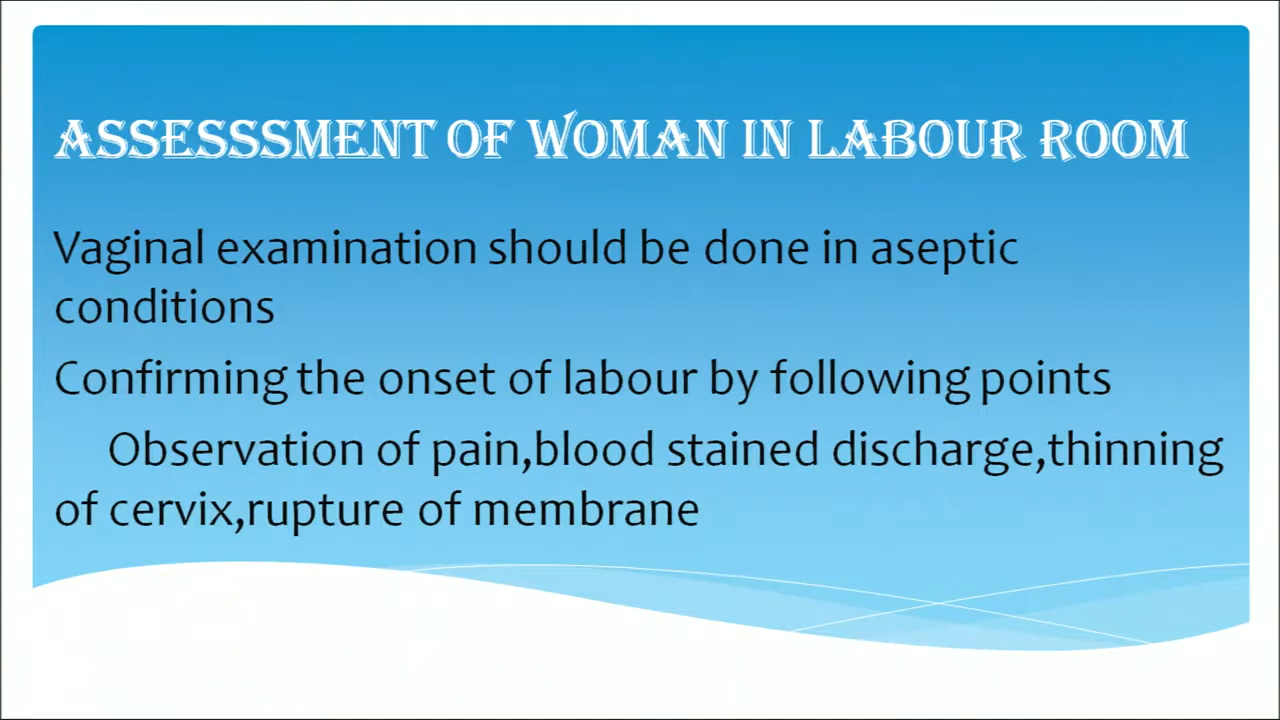 ASSESSSMENT OF WOMAN IN LABOUR ROOM
Vaginal examination should be done in aseptic
conditions
Confirming the onset of labour by following points
Observation of pain,blood stained discharge,thinning
of cervix,rupture of membrane